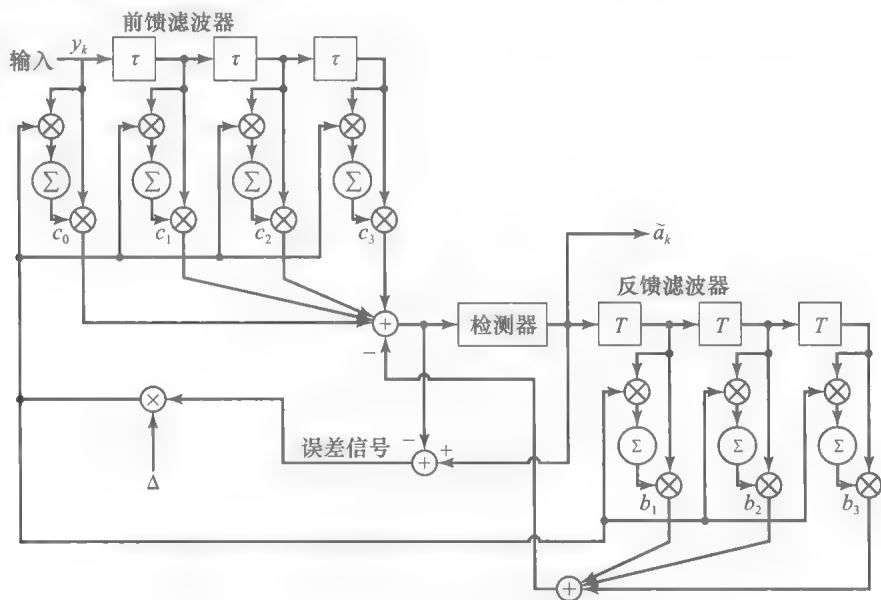 前馈滤波器
输入 y_k τ τ τ
Σ Σ Σ Σ
c_0 c_1 c_2 c_3
ã_k
反馈滤波器
+ 检测器 T T T
−
× 误差信号 − + +
Δ
Σ Σ Σ
b_1 b_2 b_3
+